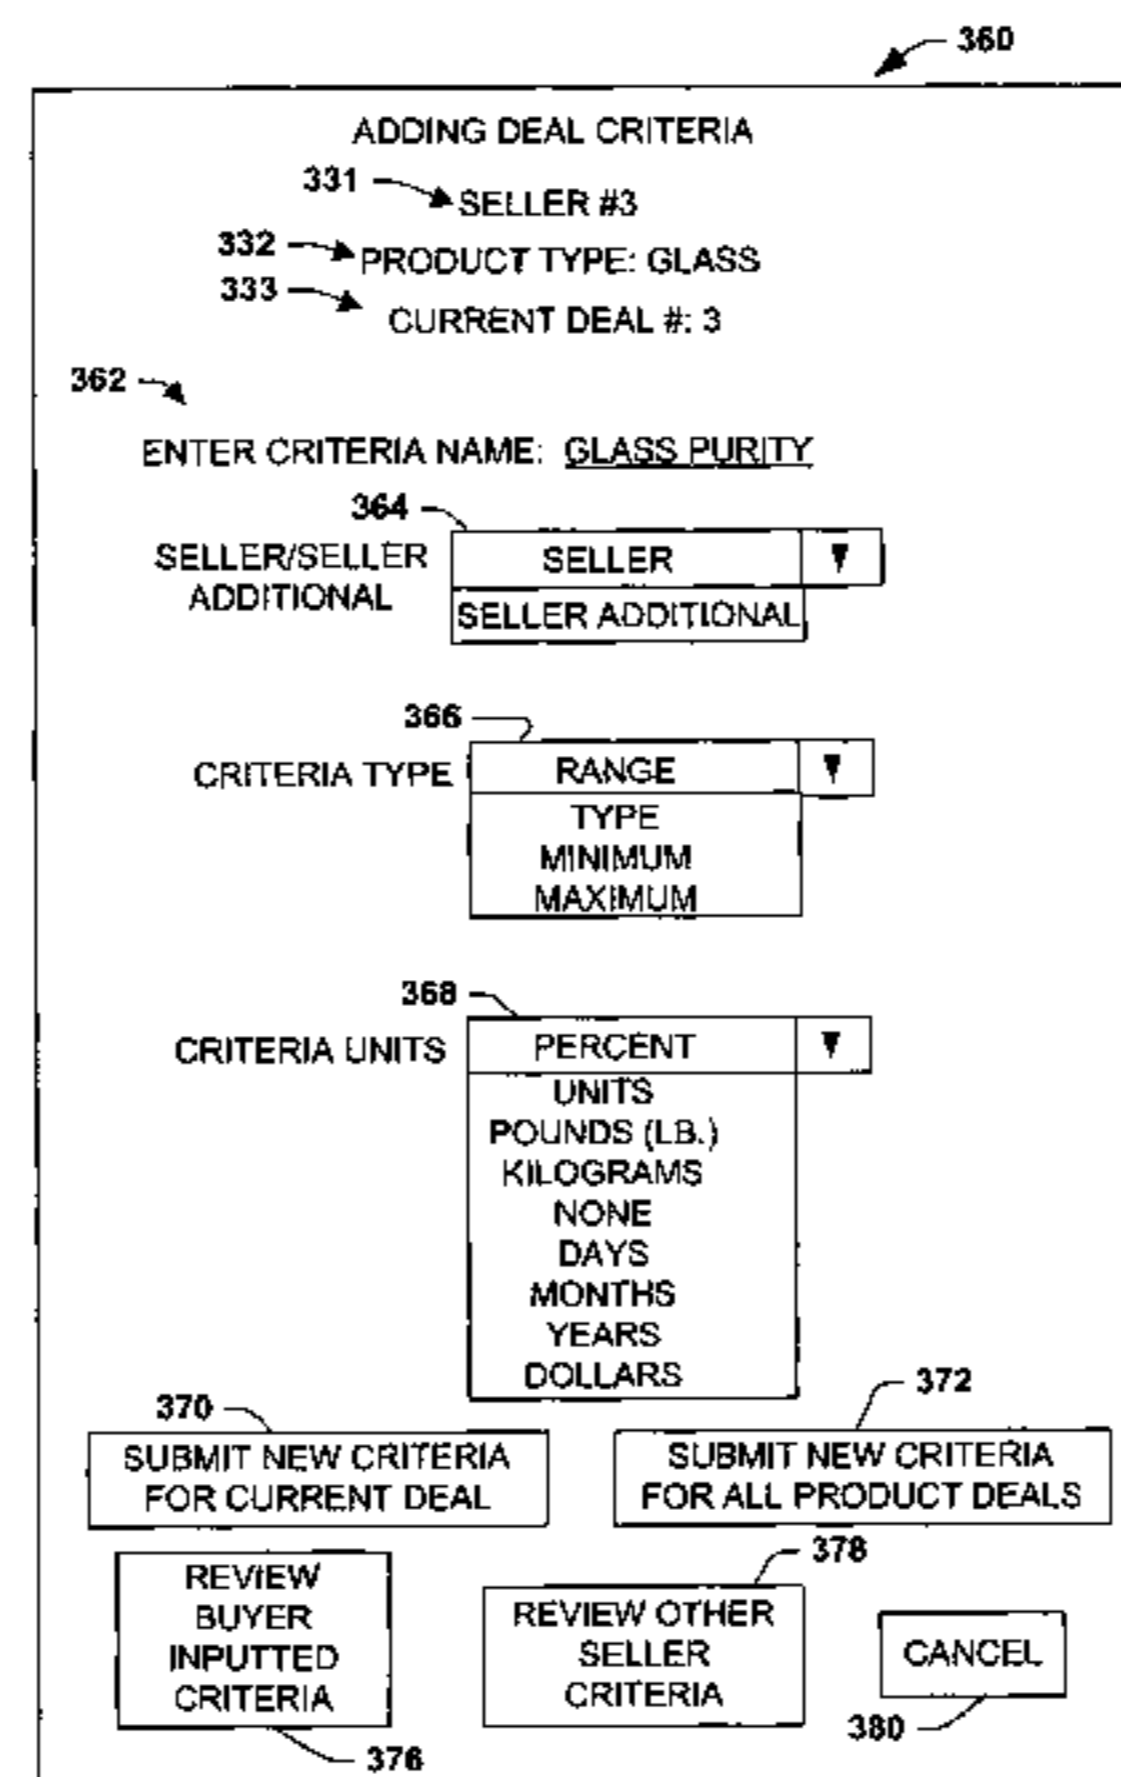 360
ADDING DEAL CRITERIA
331
SELLER #3
332
PRODUCT TYPE: GLASS
333
CURRENT DEAL #: 3
362
ENTER CRITERIA NAME: GLASS PURITY
364
SELLER/SELLER
ADDITIONAL
SELLER
SELLER ADDITIONAL
366
CRITERIA TYPE
RANGE
TYPE
MINIMUM
MAXIMUM
368
CRITERIA UNITS
PERCENT
UNITS
POUNDS (LB.)
KILOGRAMS
NONE
DAYS
MONTHS
YEARS
DOLLARS
370
372
SUBMIT NEW CRITERIA
FOR CURRENT DEAL
SUBMIT NEW CRITERIA
FOR ALL PRODUCT DEALS
378
REVIEW
BUYER
INPUTTED
CRITERIA
REVIEW OTHER
SELLER
CRITERIA
CANCEL
376
380